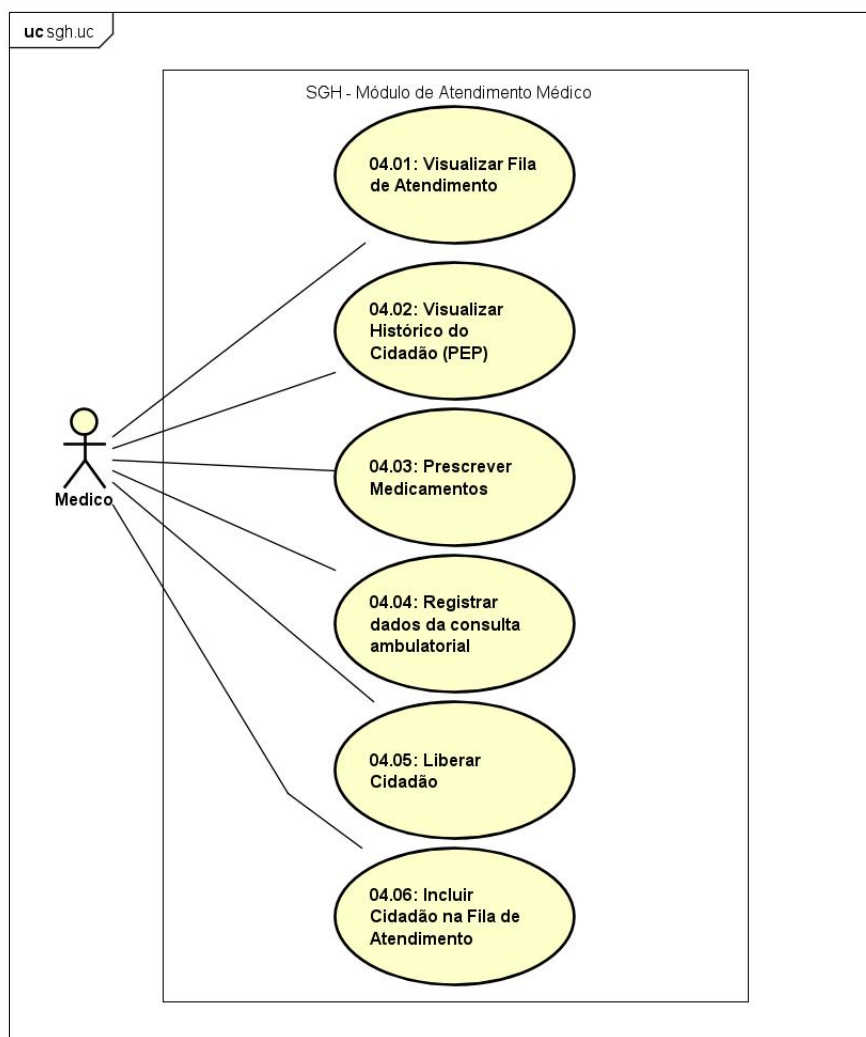 uc sgh.uc
SGH - Módulo de Atendimento Médico
04.01: Visualizar Fila
de Atendimento
04.02: Visualizar
Histórico do
Cidadão (PEP)
04.03: Prescrever
Medicamentos
Medico
04.04: Registrar
dados da consulta
ambulatorial
04.05: Liberar
Cidadão
04.06: Incluir
Cidadão na Fila de
Atendimento